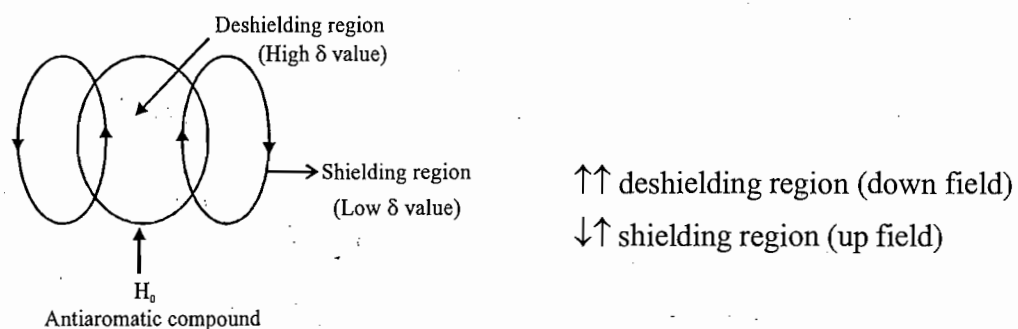 Deshielding region
(High δ value)
Shielding region
(Low δ value)
H₀
Antiaromatic compound
↑↑ deshielding region (down field)
↓↑ shielding region (up field)